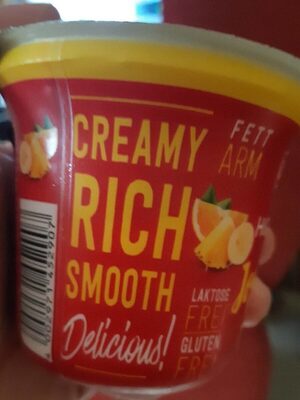 CREAMY
RICH
SMOOTH
Delicious!
FETT
ARM
LAKTOSE
FREI
GLUTEN
FREI